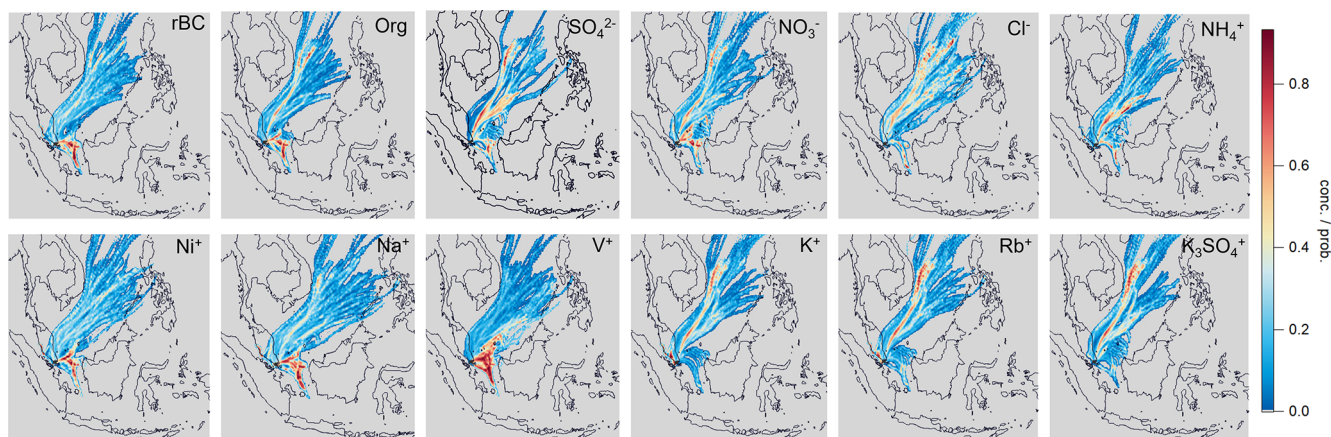 rBC
Org
SO₄²⁻
NO₃⁻
Cl⁻
NH₄⁺
Ni⁺
Na⁺
V⁺
K⁺
Rb⁺
K₃SO₄⁺
0.8
0.6
0.4
0.2
0.0
conc. / prob.